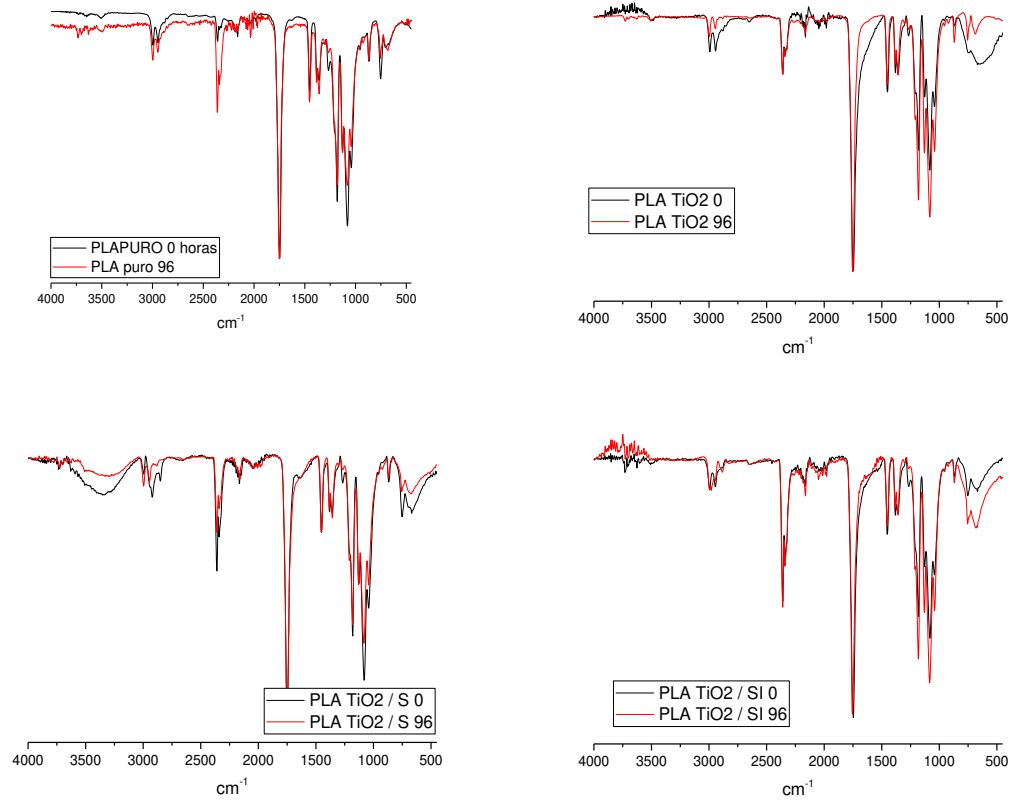 PLAPURO 0 horas
PLA puro 96
4000 3500 3000 2500 2000 1500 1000 500
cm-1
PLA TiO2 0
PLA TiO2 96
4000 3500 3000 2500 2000 1500 1000 500
cm-1
PLA TiO2 / S 0
PLA TiO2 / S 96
4000 3500 3000 2500 2000 1500 1000 500
cm-1
PLA TiO2 / SI 0
PLA TiO2 / SI 96
4000 3500 3000 2500 2000 1500 1000 500
cm-1